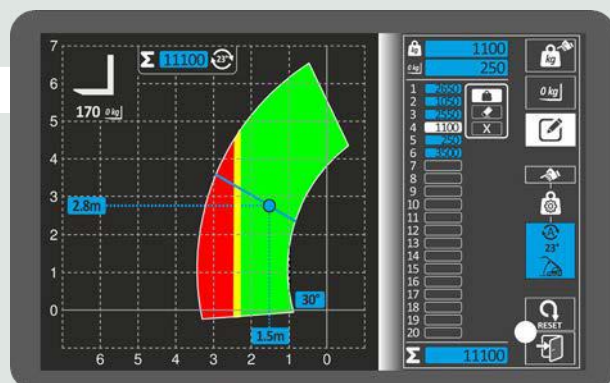 7
6
5
4
3
2
1
0
6 5 4 3 2 1 0
Σ 11100 23°
170 0 kg
2.8m
30°
1.5m
kg 1100
0 kg 250
1 2650
2 1050
3 2550
4 1100
5 250
6 3500
7
8
9
10
11
12
13
14
15
16
17
18
19
20
Σ 11100
X
kg
0 kg
A
23°
RESET